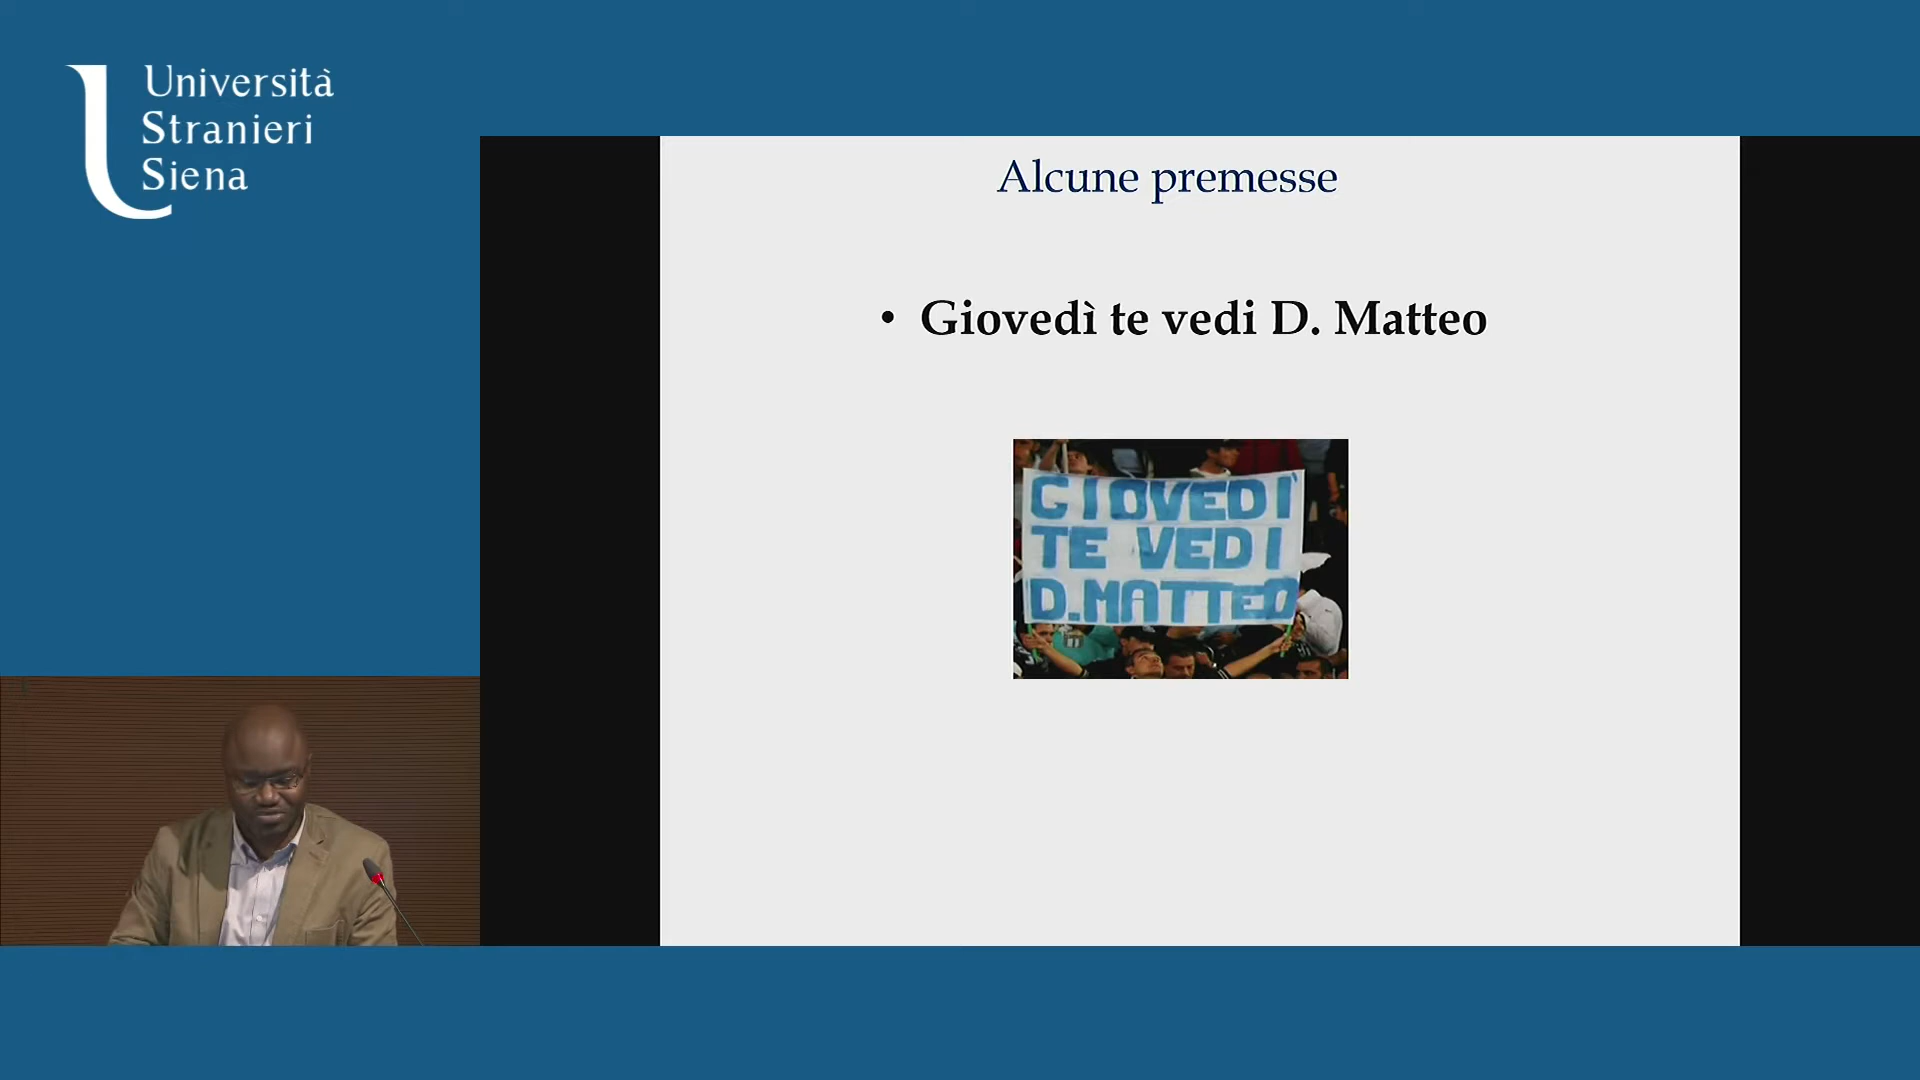 Università
Stranieri
Siena
Alcune premesse
• Giovedì te vedi D. Matteo
GIOVEDI'
TE VEDI
D.MATTEO